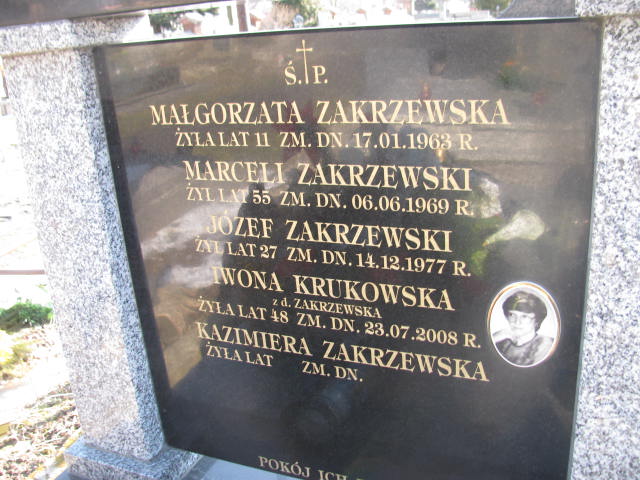 Ś.†P.
MAŁGORZATA ZAKRZEWSKA
ŻYŁA LAT 11 ZM. DN. 17.01.1963 R.
MARCELI ZAKRZEWSKI
ŻYŁ LAT 55 ZM. DN. 06.06.1969 R.
JÓZEF ZAKRZEWSKI
ŻYŁ LAT 27 ZM. DN. 14.12.1977 R.
IWONA KRUKOWSKA
z d. ZAKRZEWSKA
ŻYŁA LAT 48 ZM. DN. 23.07.2008 R.
KAZIMIERA ZAKRZEWSKA
ŻYŁA LAT ZM. DN.
POKÓJ ICH